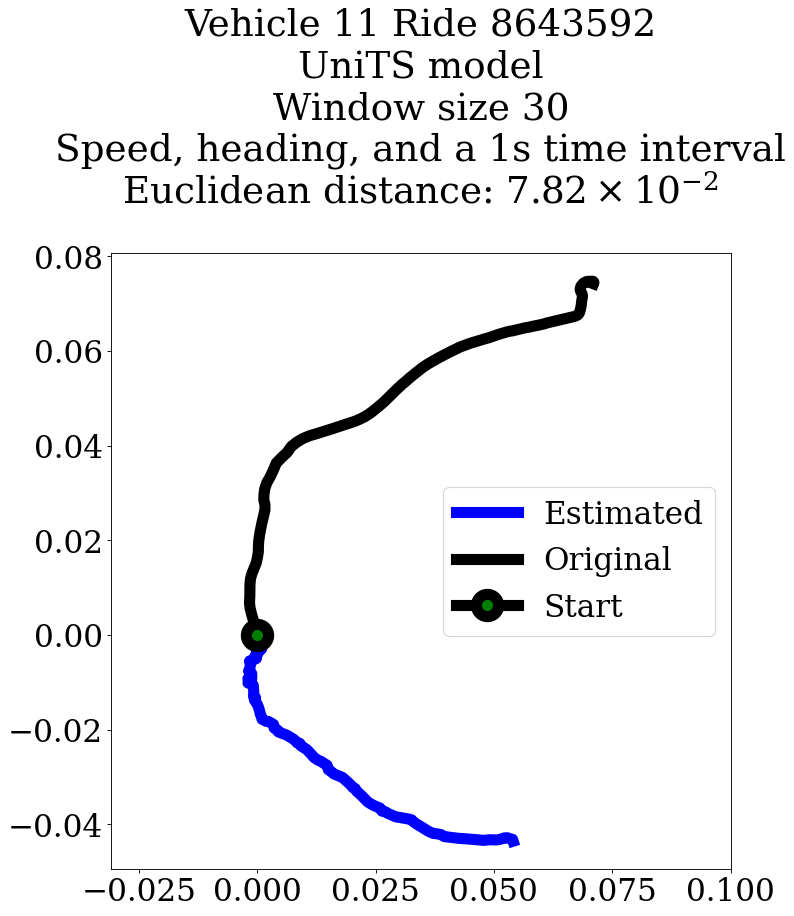 Vehicle 11 Ride 8643592
UniTS model
Window size 30
Speed, heading, and a 1s time interval
Euclidean distance: 7.82 × 10⁻²
0.08
0.06
0.04
0.02
0.00
−0.02
−0.04
Estimated
Original
Start
−0.025 0.000 0.025 0.050 0.075 0.100